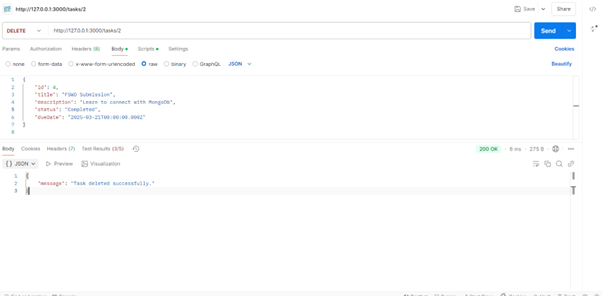 http://127.0.0.1:3000/tasks/2
Save
Share
DELETE
http://127.0.0.1:3000/tasks/2
Send
Params Authorization Headers (8) Body Scripts Settings Cookies
none form-data x-www-form-urlencoded raw binary GraphQL JSON Beautify
1 {
2 "id": 4,
3 "title": "FSWD Submission",
4 "description": "Learn to connect with MongoDB",
5 "status": "Completed",
6 "dueDate": "2025-03-21T00:00:00.000Z"
7 }
8
Body Cookies Headers (7) Test Results (3/5) 200 OK 6 ms 275 B
{} JSON Preview Visualization
1 {
2 "message": "Task deleted successfully."
3 }